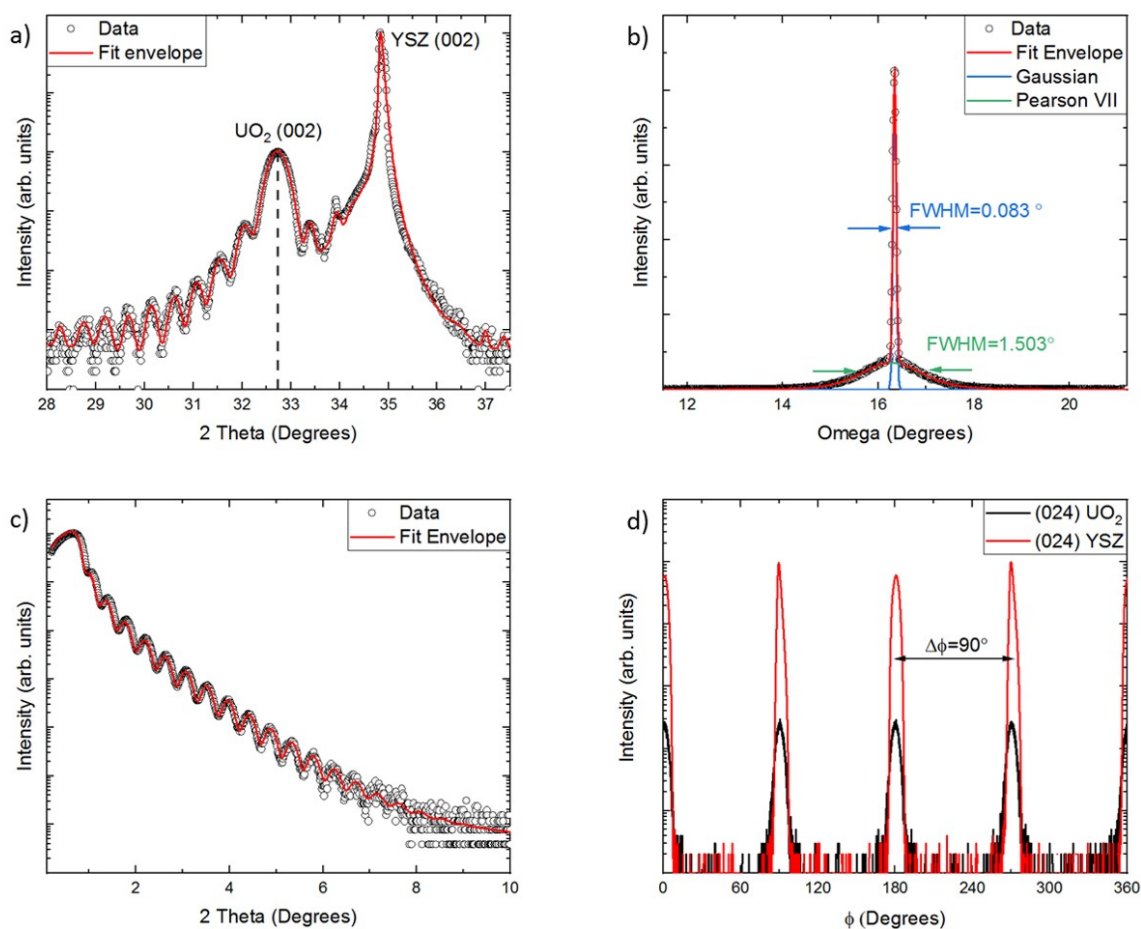 a)
Data
Fit envelope
YSZ (002)
UO₂ (002)
Intensity (arb. units)
28 29 30 31 32 33 34 35 36 37
2 Theta (Degrees)
b)
Data
Fit Envelope
Gaussian
Pearson VII
FWHM=0.083 °
FWHM=1.503°
Intensity (arb. units)
12 14 16 18 20
Omega (Degrees)
c)
Data
Fit Envelope
Intensity (arb. units)
2 4 6 8 10
2 Theta (Degrees)
d)
(024) UO₂
(024) YSZ
Δϕ=90°
Intensity (arb. units)
0 60 120 180 240 300 360
ϕ (Degrees)